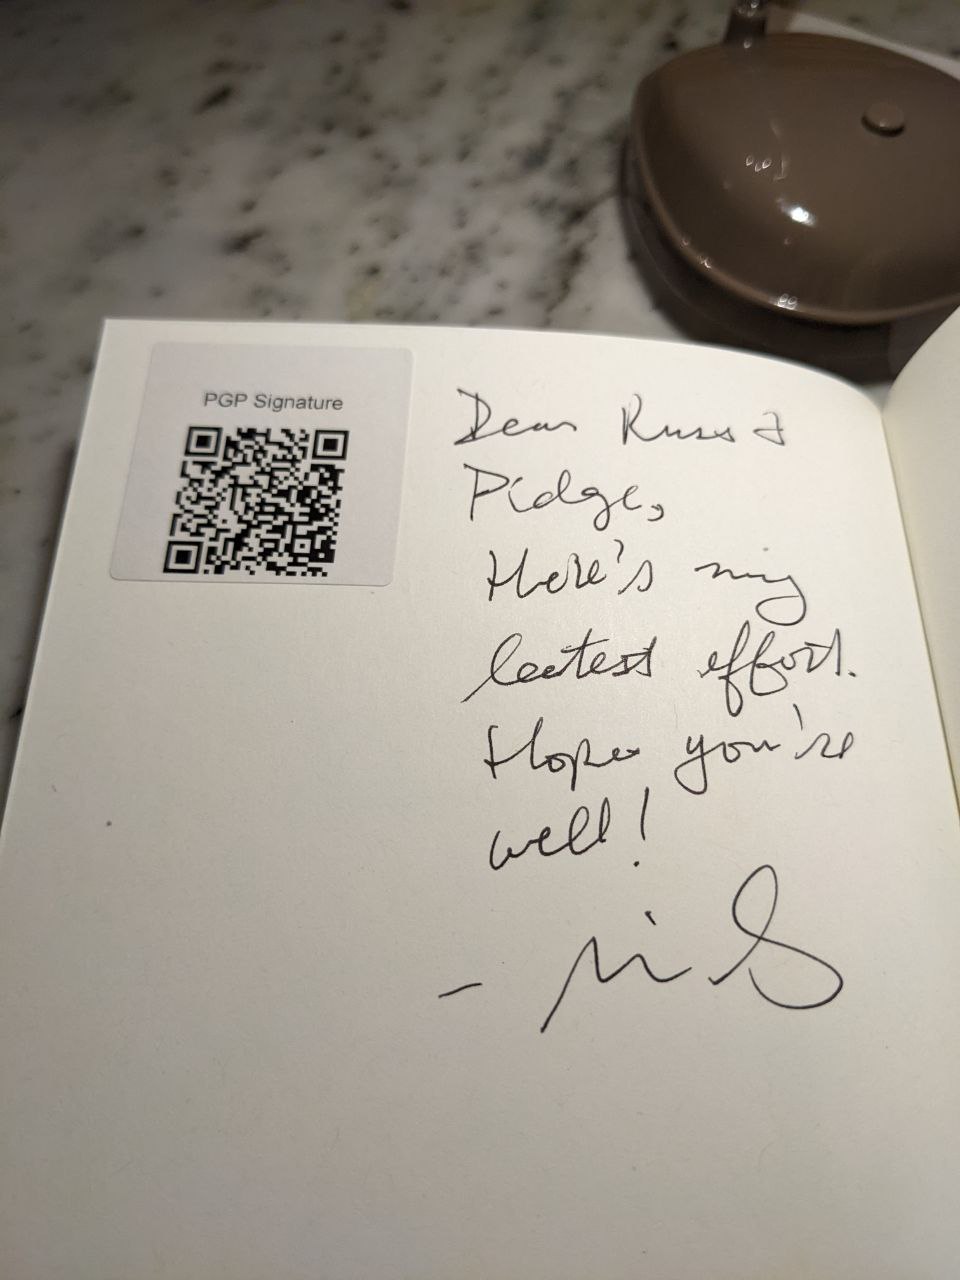 PGP Signature
Dear Russ &
Pidge,
Here's my
latest effort.
Hope you're
well!
-